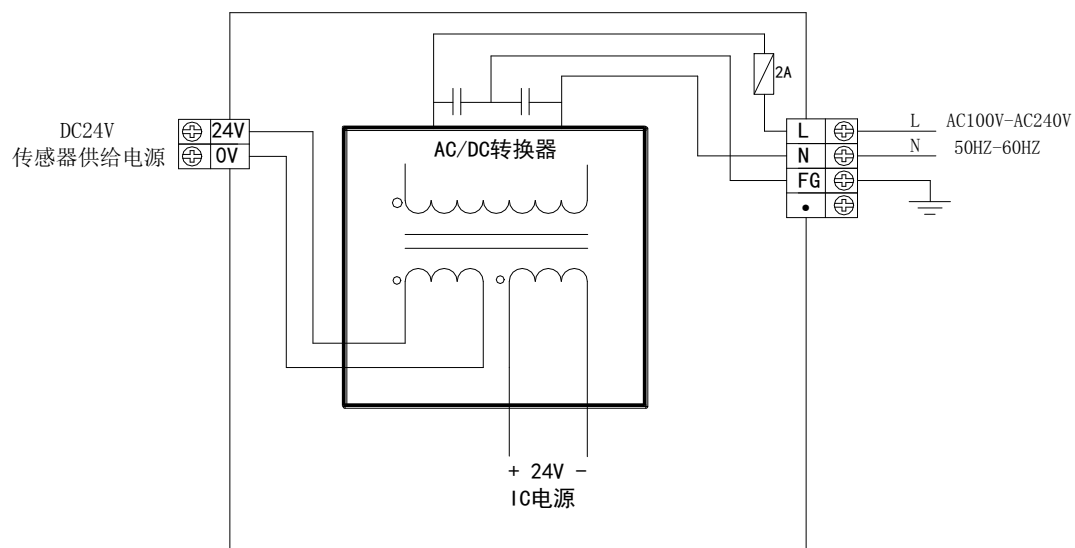 2A
DC24V
传感器供给电源
24V
0V
AC/DC转换器
L
N
FG
L
AC100V-AC240V
N
50HZ-60HZ
+ 24V -
IC电源